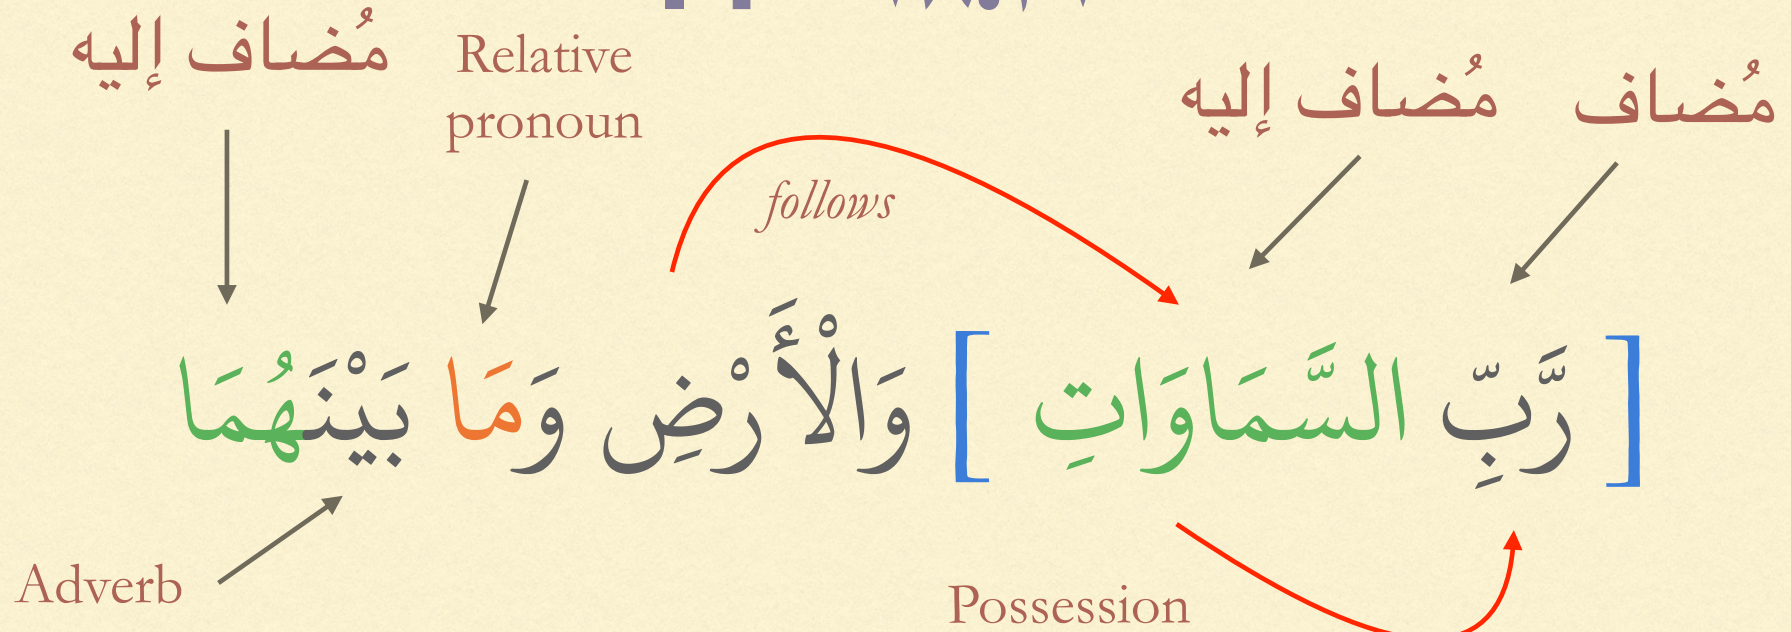 مُضاف إليه
Relative
pronoun
مُضاف إليه
مُضاف
follows
[رَّبِّ السَّمَاوَاتِ] وَالْأَرْضِ وَمَا بَيْنَهُمَا
Adverb
Possession